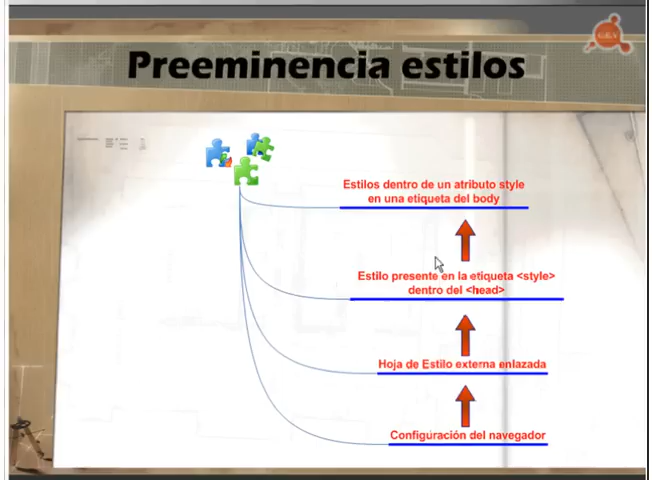 G.E.V
Preeminencia estilos
Estilos dentro de un atributo style
en una etiqueta del body
Estilo presente en la etiqueta <style>
dentro del <head>
Hoja de Estilo externa enlazada
Configuración del navegador